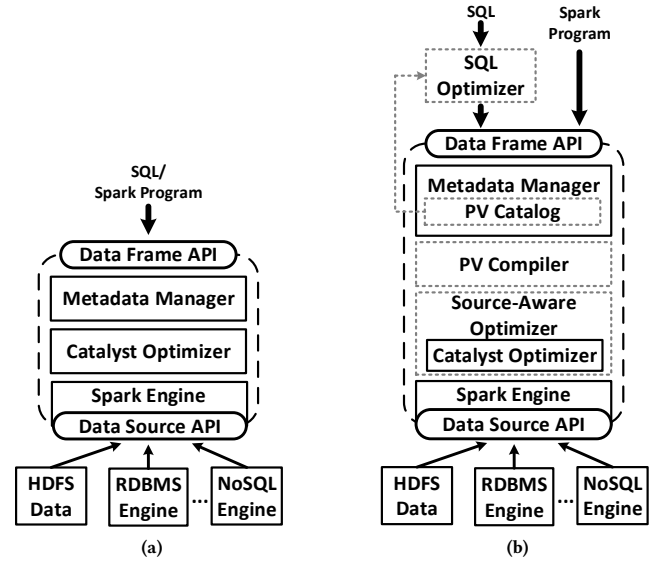 SQL/
Spark Program
Data Frame API
Metadata Manager
Catalyst Optimizer
Spark Engine
Data Source API
HDFS
Data
RDBMS
Engine
...
NoSQL
Engine
(a)
SQL
Spark
Program
SQL
Optimizer
Data Frame API
Metadata Manager
PV Catalog
PV Compiler
Source-Aware
Optimizer
Catalyst Optimizer
Spark Engine
Data Source API
HDFS
Data
RDBMS
Engine
...
NoSQL
Engine
(b)